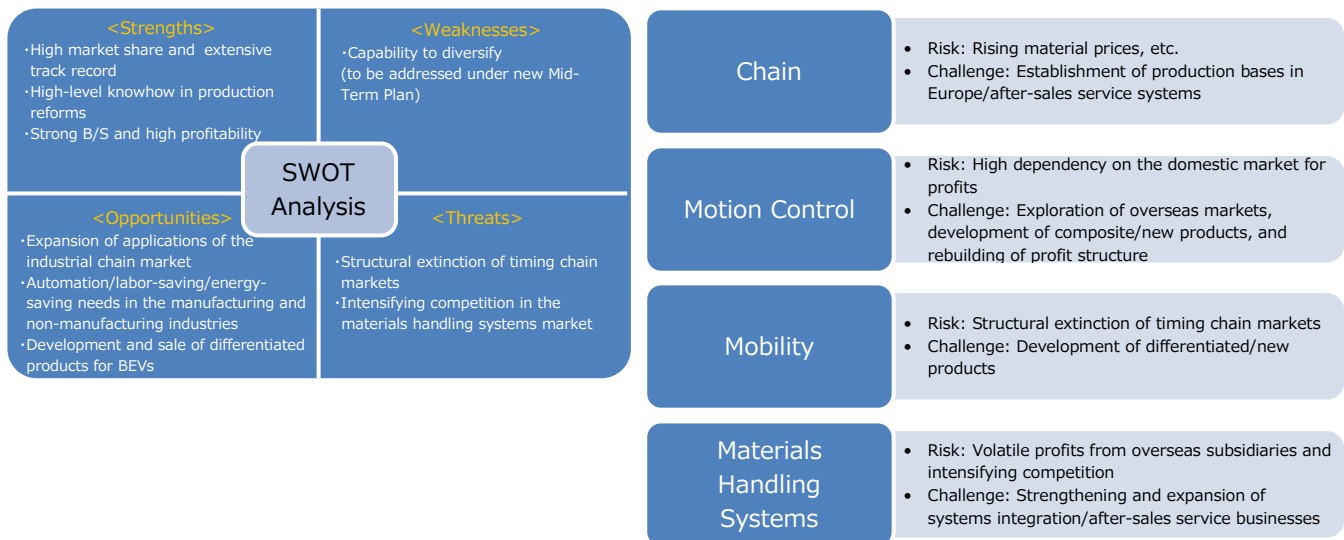 <Strengths>
・High market share and extensive
track record
・High-level knowhow in production
reforms
・Strong B/S and high profitability
<Weaknesses>
・Capability to diversify
(to be addressed under new Mid-
Term Plan)
SWOT
Analysis
<Opportunities>
・Expansion of applications of the
industrial chain market
・Automation/labor-saving/energy-
saving needs in the manufacturing and
non-manufacturing industries
・Development and sale of differentiated
products for BEVs
<Threats>
・Structural extinction of timing chain
markets
・Intensifying competition in the
materials handling systems market
Chain
• Risk: Rising material prices, etc.
• Challenge: Establishment of production bases in
Europe/after-sales service systems
Motion Control
• Risk: High dependency on the domestic market for
profits
• Challenge: Exploration of overseas markets,
development of composite/new products, and
rebuilding of profit structure
Mobility
• Risk: Structural extinction of timing chain markets
• Challenge: Development of differentiated/new
products
Materials
Handling
Systems
• Risk: Volatile profits from overseas subsidiaries and
intensifying competition
• Challenge: Strengthening and expansion of
systems integration/after-sales service businesses